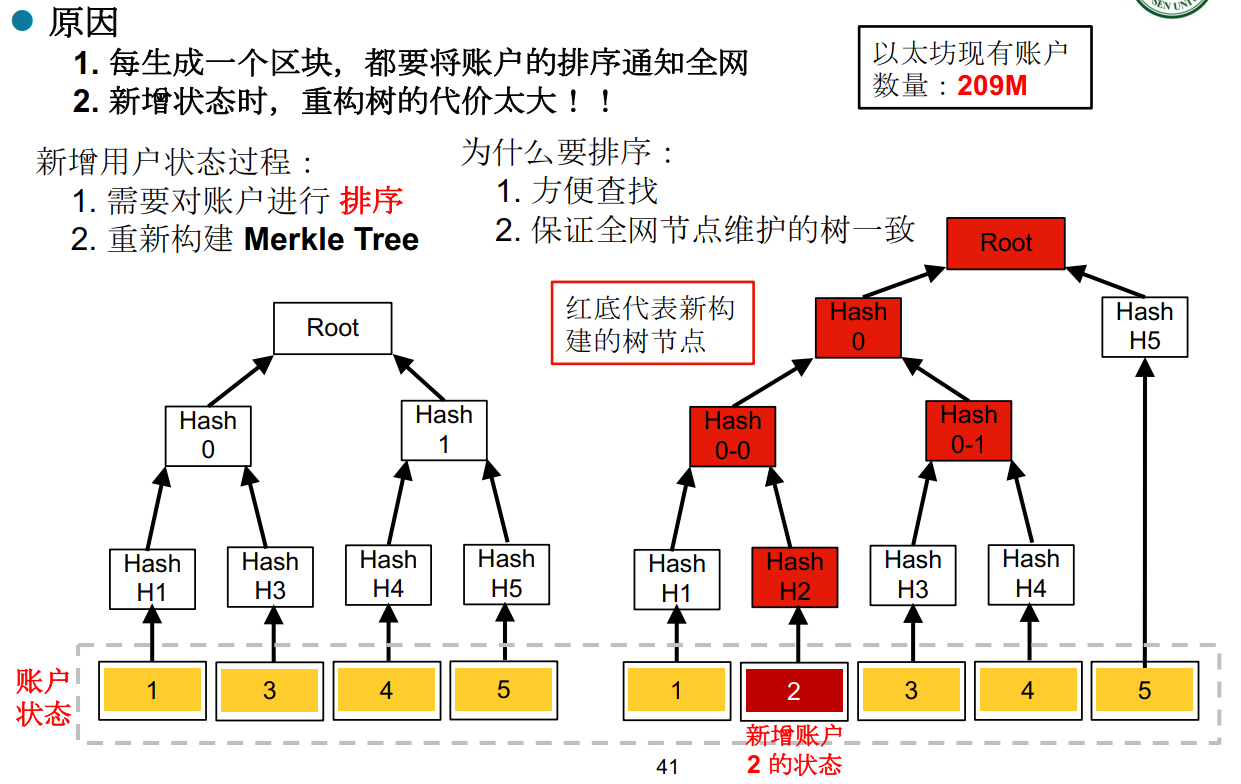 原因
1. 每生成一个区块，都要将账户的排序通知全网
2. 新增状态时，重构树的代价太大！！
以太坊现有账户
数量：209M
新增用户状态过程：
1. 需要对账户进行 排序
2. 重新构建 Merkle Tree
为什么要排序：
1. 方便查找
2. 保证全网节点维护的树一致
红底代表新构
建的树节点
Root
Hash
0
Hash
1
Hash
H1
Hash
H3
Hash
H4
Hash
H5
1
3
4
5
Root
Hash
0
Hash
H5
Hash
0-0
Hash
0-1
Hash
H1
Hash
H2
Hash
H3
Hash
H4
1
2
3
4
5
账户
状态
新增账户
2 的状态
41